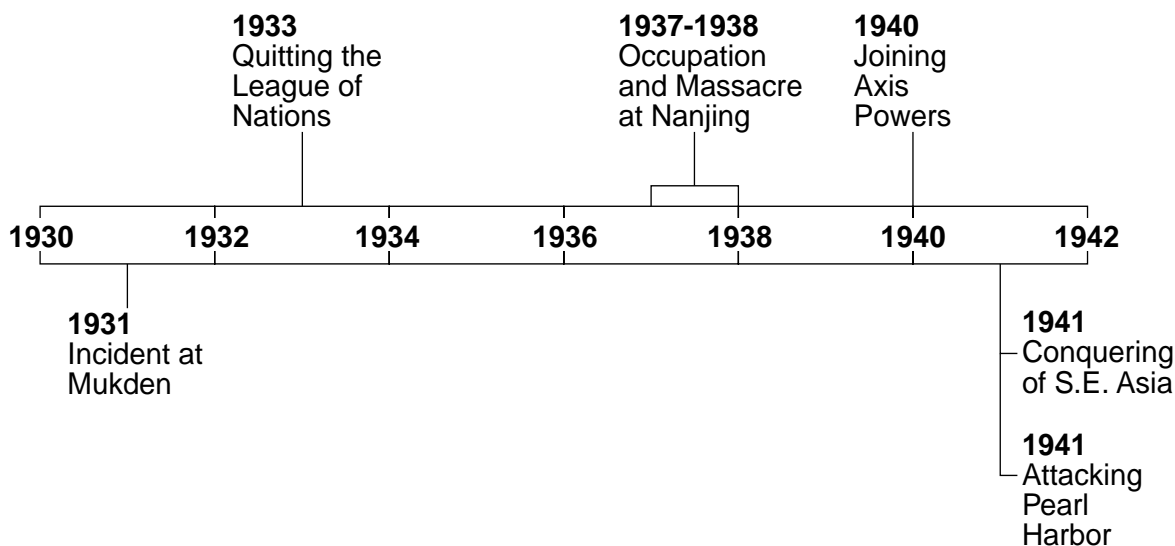 1933
Quitting the
League of
Nations
1937-1938
Occupation
and Massacre
at Nanjing
1940
Joining
Axis
Powers
1930 1932 1934 1936 1938 1940 1942
1931
Incident at
Mukden
1941
Conquering
of S.E. Asia
1941
Attacking
Pearl
Harbor